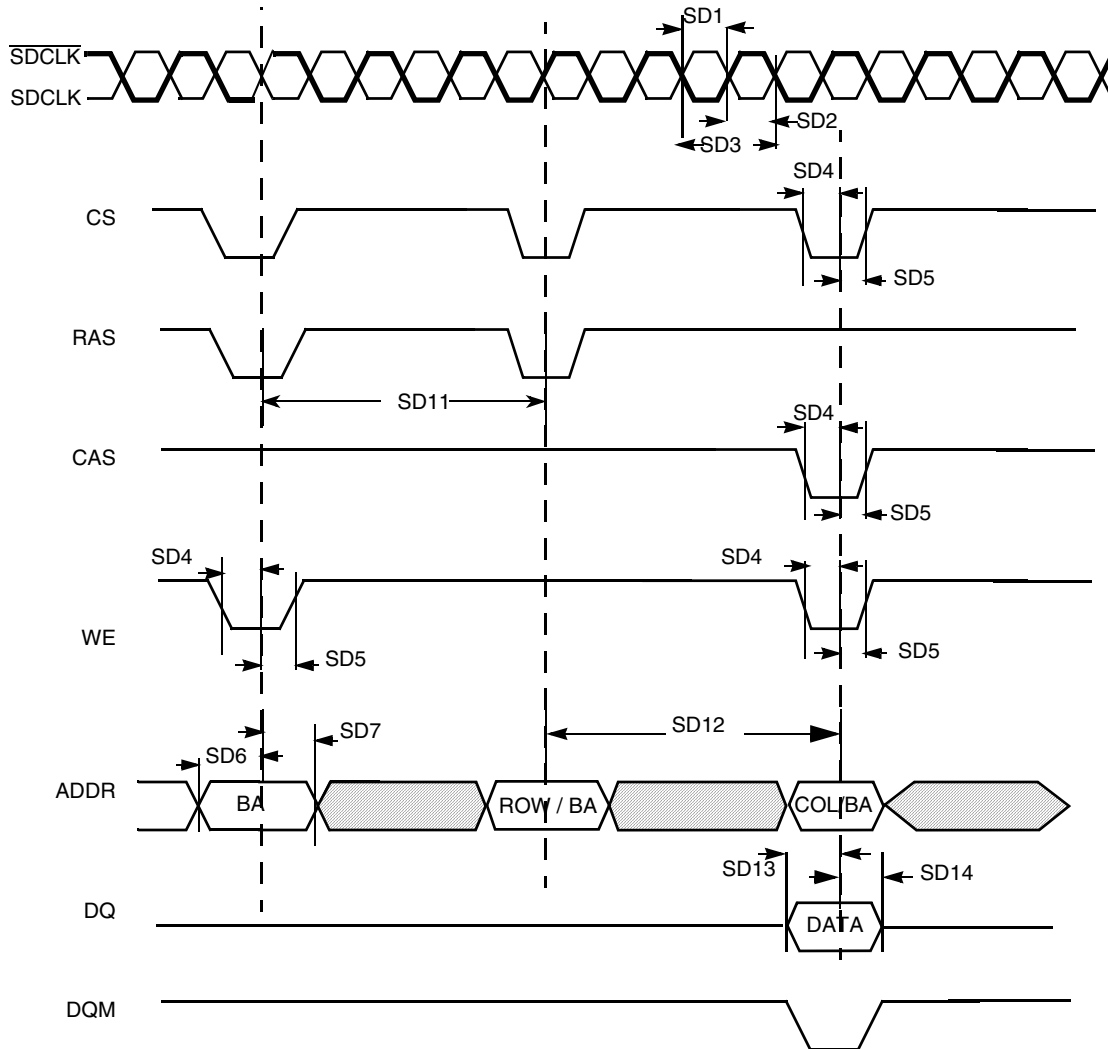 SD1
SDCLK
SDCLK
SD2
SD3
SD4
CS
SD5
RAS
SD11
SD4
CAS
SD5
SD4
SD4
WE
SD5
SD5
SD12
SD7
SD6
ADDR
BA
ROW / BA
COL/BA
SD13
SD14
DQ
DATA
DQM